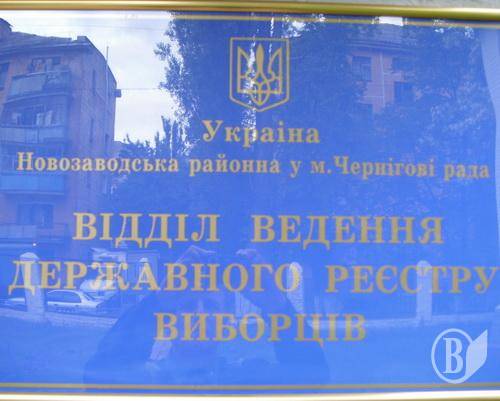 Україна
Новозаводська районна у м.Чернігові рада
ВІДДІЛ ВЕДЕННЯ
ДЕРЖАВНОГО РЕЄСТРУ
ВИБОРЦІВ
В